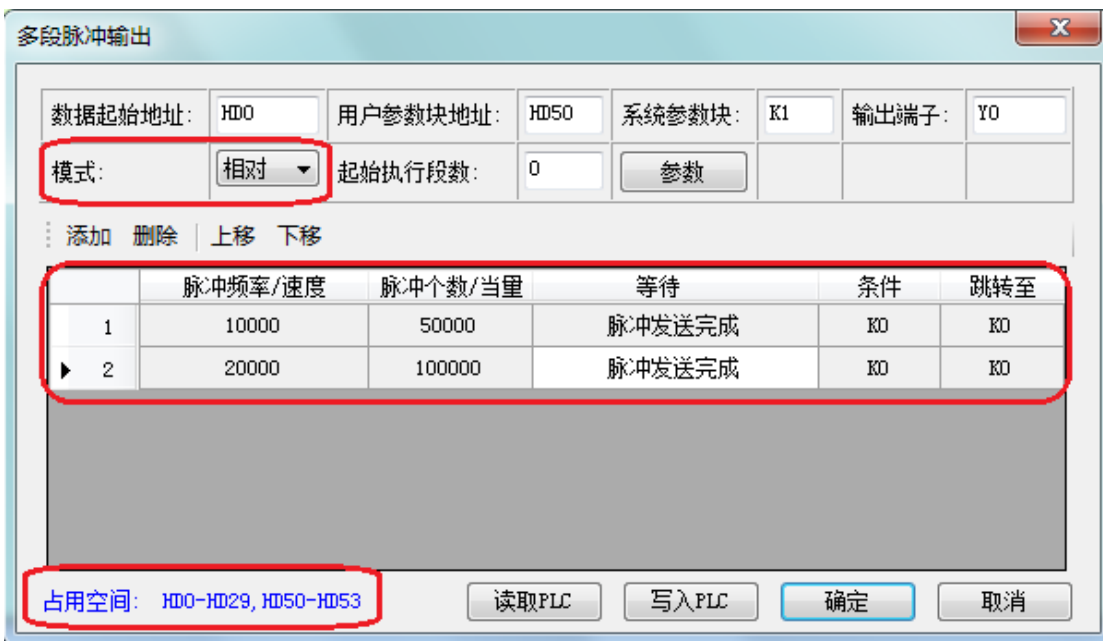 多段脉冲输出
数据起始地址: HD0 用户参数块地址: HD50 系统参数块: K1 输出端子: Y0
模式: 相对 起始执行段数: 0 参数
添加 删除 上移 下移
脉冲频率/速度 脉冲个数/当量 等待 条件 跳转至
1 10000 50000 脉冲发送完成 K0 K0
2 20000 100000 脉冲发送完成 K0 K0
占用空间: HD0-HD29,HD50-HD53 读取PLC 写入PLC 确定 取消